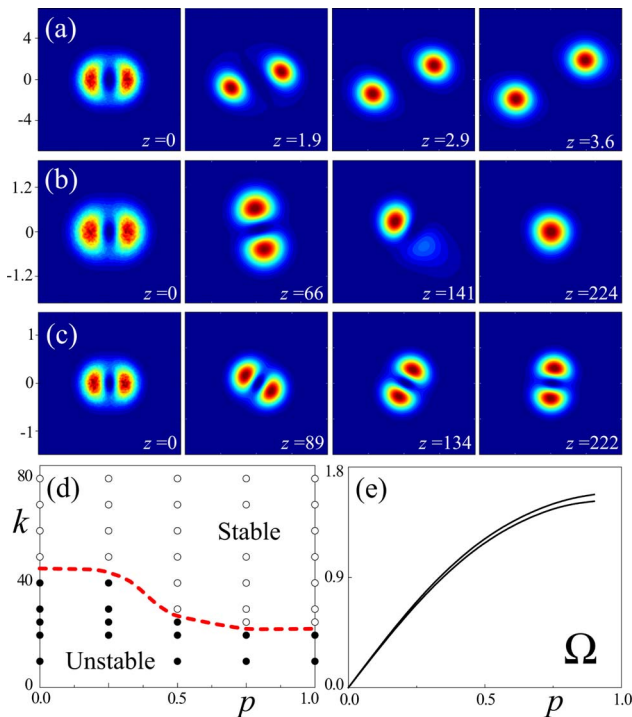 (a)
4
0
-4
z=0
z=1.9
z=2.9
z=3.6
(b)
1.2
0
-1.2
z=0
z=66
z=141
z=224
(c)
1
0
-1
z=0
z=89
z=134
z=222
(d)
80
k
40
0
Stable
Unstable
0.0
0.5
p
1.0
(e)
1.8
0.9
0.0
Ω
0.0
0.5
p
1.0